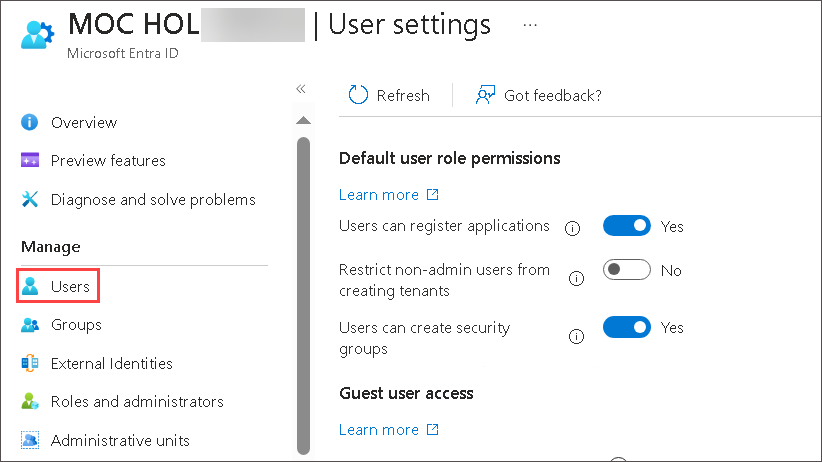 MOC HOL | User settings ...
Microsoft Entra ID
«
Overview
Preview features
Diagnose and solve problems
Manage
Users
Groups
External Identities
Roles and administrators
Administrative units
Refresh
Got feedback?
Default user role permissions
Learn more
Users can register applications
Yes
Restrict non-admin users from
creating tenants
No
Users can create security
groups
Yes
Guest user access
Learn more